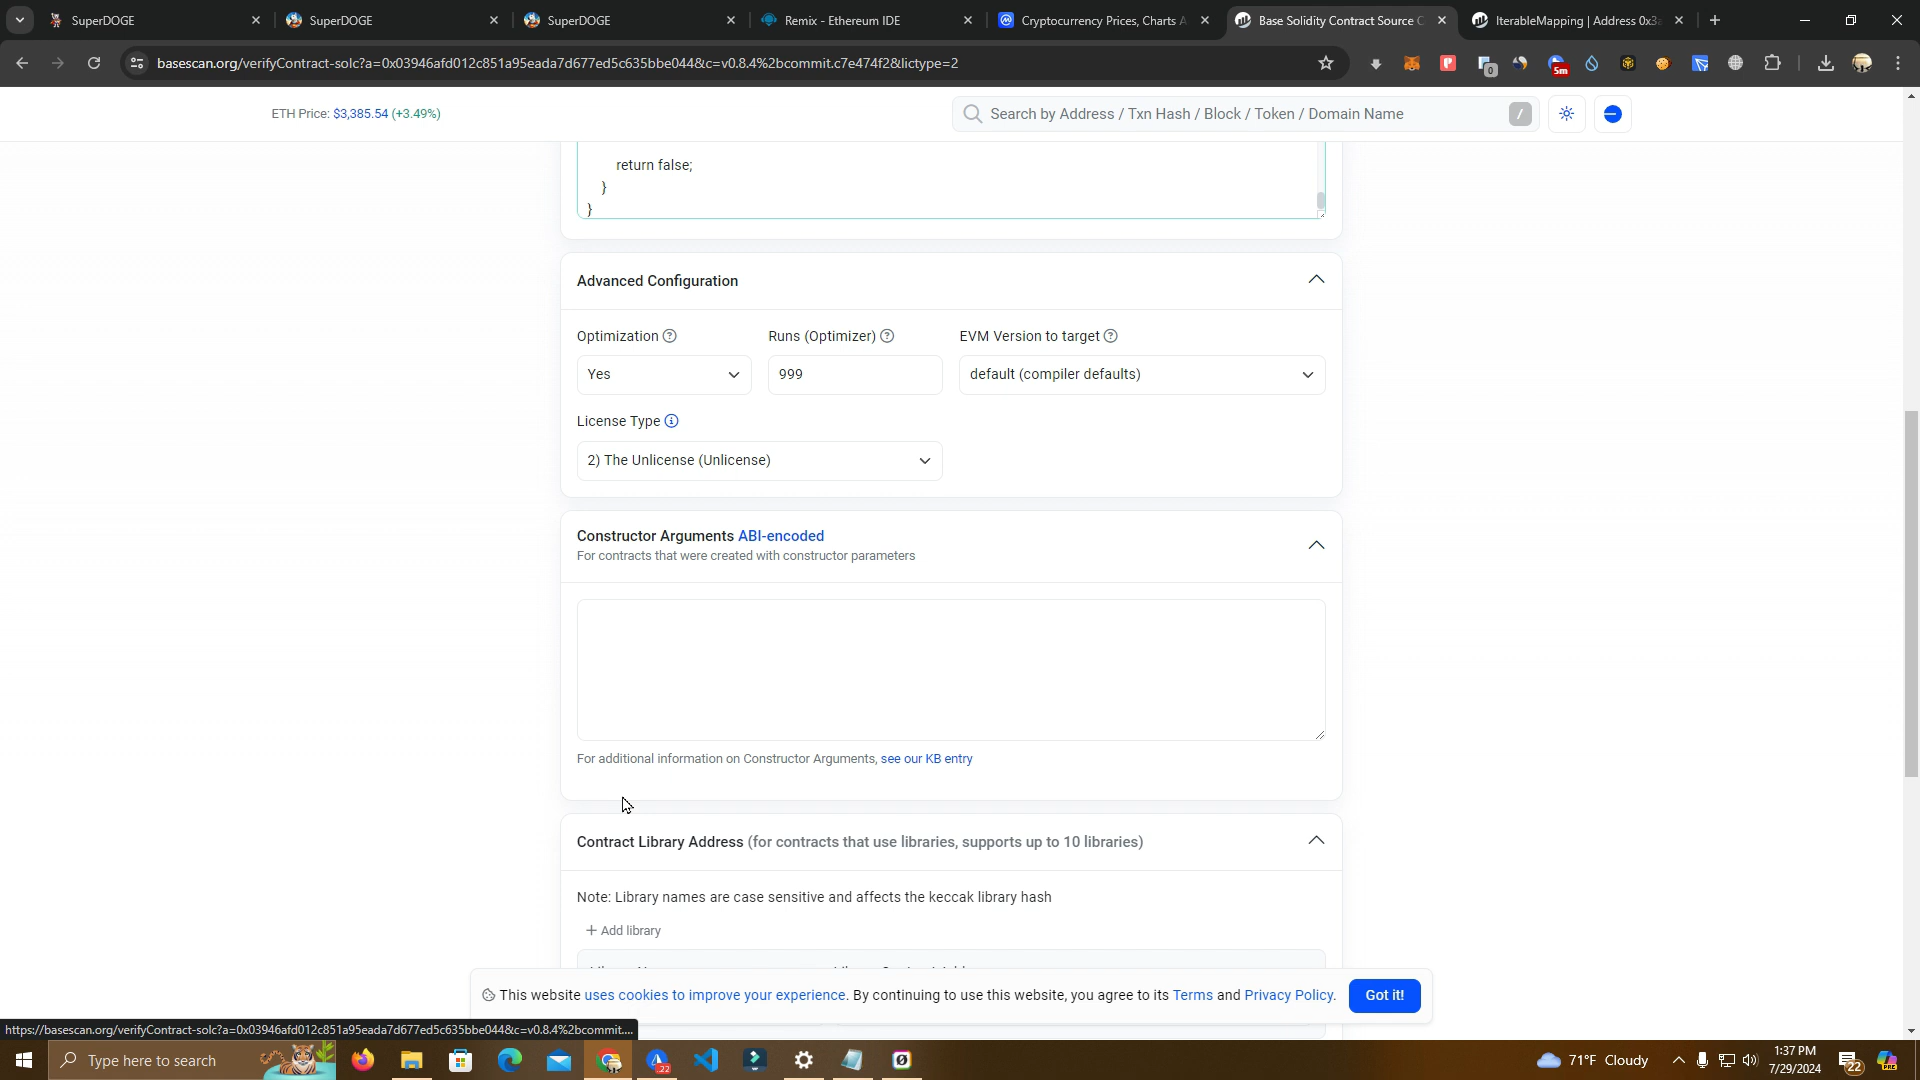 SuperDOGE
SuperDOGE
SuperDOGE
Remix - Ethereum IDE
Cryptocurrency Prices, Charts A
Base Solidity Contract Source C
IterableMapping | Address 0x3a
basescan.org/verifyContract-solc?a=0x03946afd012c851a95eada7d677ed5c635bbe044&c=v0.8.4%2bcommit.c7e474f2&lictype=2
0
5m
ETH Price: $3,385.54 (+3.49%)
Search by Address / Txn Hash / Block / Token / Domain Name
/
return false;
}
}
Advanced Configuration
Optimization
Runs (Optimizer)
EVM Version to target
Yes
999
default (compiler defaults)
License Type
2) The Unlicense (Unlicense)
Constructor Arguments ABI-encoded
For contracts that were created with constructor parameters
For additional information on Constructor Arguments, see our KB entry
Contract Library Address (for contracts that use libraries, supports up to 10 libraries)
Note: Library names are case sensitive and affects the keccak library hash
+ Add library
This website uses cookies to improve your experience. By continuing to use this website, you agree to its Terms and Privacy Policy.
Got it!
https://basescan.org/verifyContract-solc?a=0x03946afd012c851a95eada7d677ed5c635bbe044&c=v0.8.4%2bcommit....
Type here to search
22
71°F Cloudy
1:37 PM
7/29/2024
22